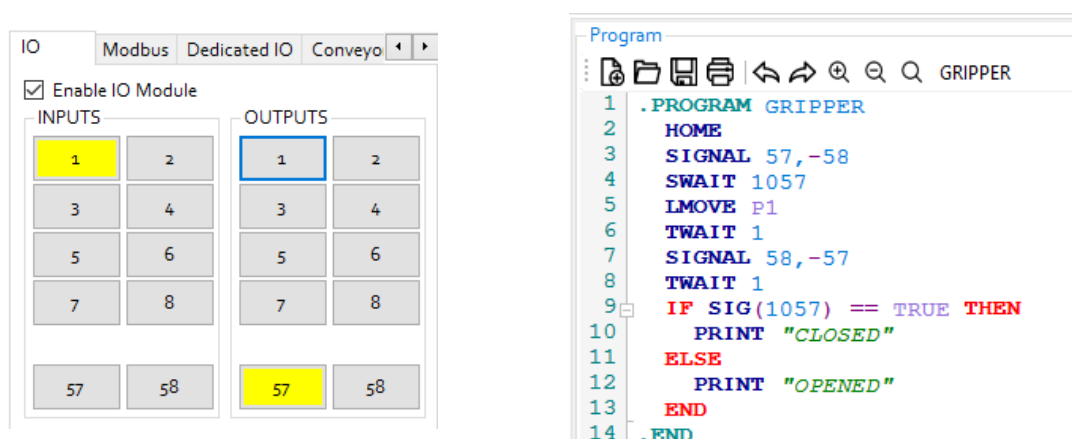 IO Modbus Dedicated IO Conveyo
Enable IO Module
INPUTS
1 2
3 4
5 6
7 8
57 58
OUTPUTS
1 2
3 4
5 6
7 8
57 58
Program
GRIPPER
1 .PROGRAM GRIPPER
2 HOME
3 SIGNAL 57,-58
4 SWAIT 1057
5 LMOVE P1
6 TWAIT 1
7 SIGNAL 58,-57
8 TWAIT 1
9 IF SIG(1057) == TRUE THEN
10 PRINT "CLOSED"
11 ELSE
12 PRINT "OPENED"
13 END
14 .END